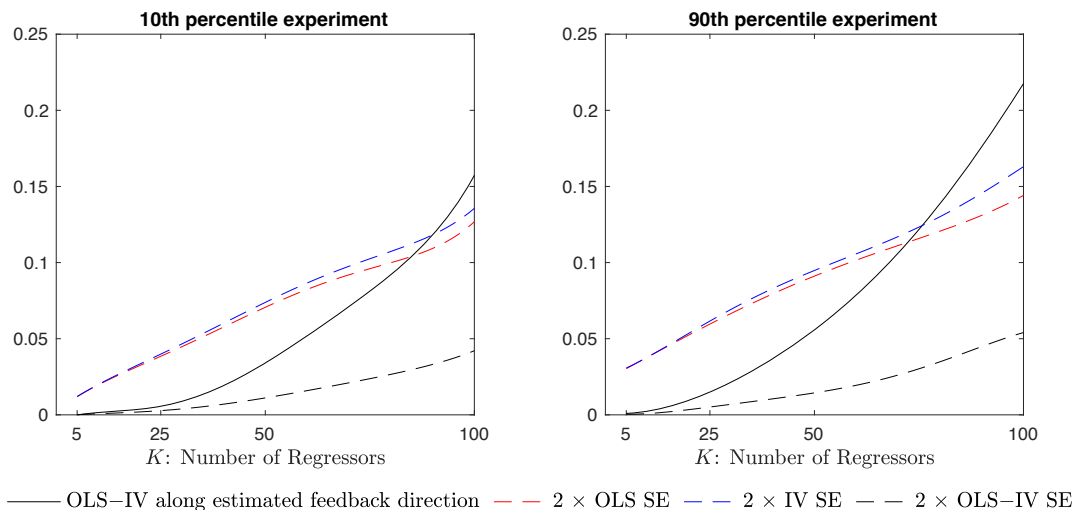 10th percentile experiment
0.25
0.2
0.15
0.1
0.05
0
5 25 50 100
K: Number of Regressors
90th percentile experiment
0.25
0.2
0.15
0.1
0.05
0
5 25 50 100
K: Number of Regressors
OLS−IV along estimated feedback direction 2 × OLS SE 2 × IV SE 2 × OLS−IV SE